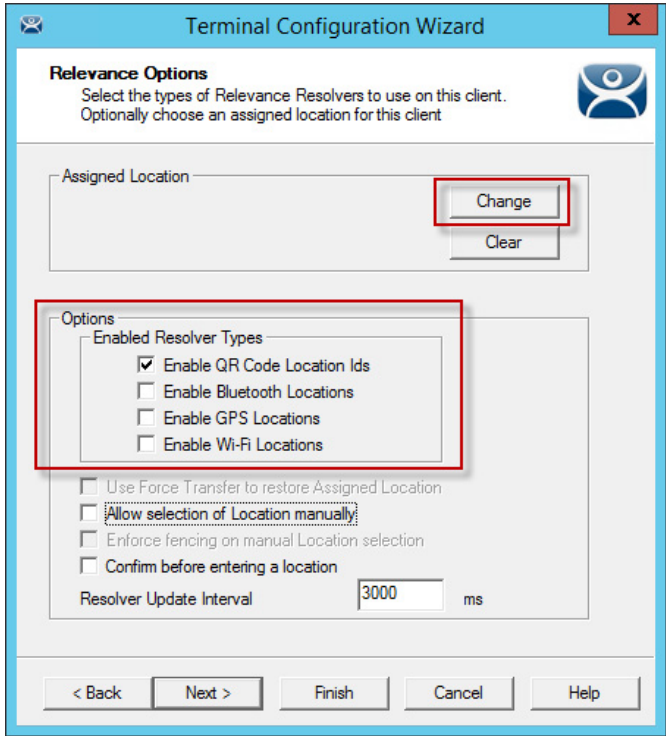 Terminal Configuration Wizard
x
Relevance Options
Select the types of Relevance Resolvers to use on this client.
Optionally choose an assigned location for this client
Assigned Location
Change
Clear
Options
Enabled Resolver Types
Enable QR Code Location Ids
Enable Bluetooth Locations
Enable GPS Locations
Enable Wi-Fi Locations
Use Force Transfer to restore Assigned Location
Allow selection of Location manually
Enforce fencing on manual Location selection
Confirm before entering a location
Resolver Update Interval 3000 ms
< Back Next > Finish Cancel Help